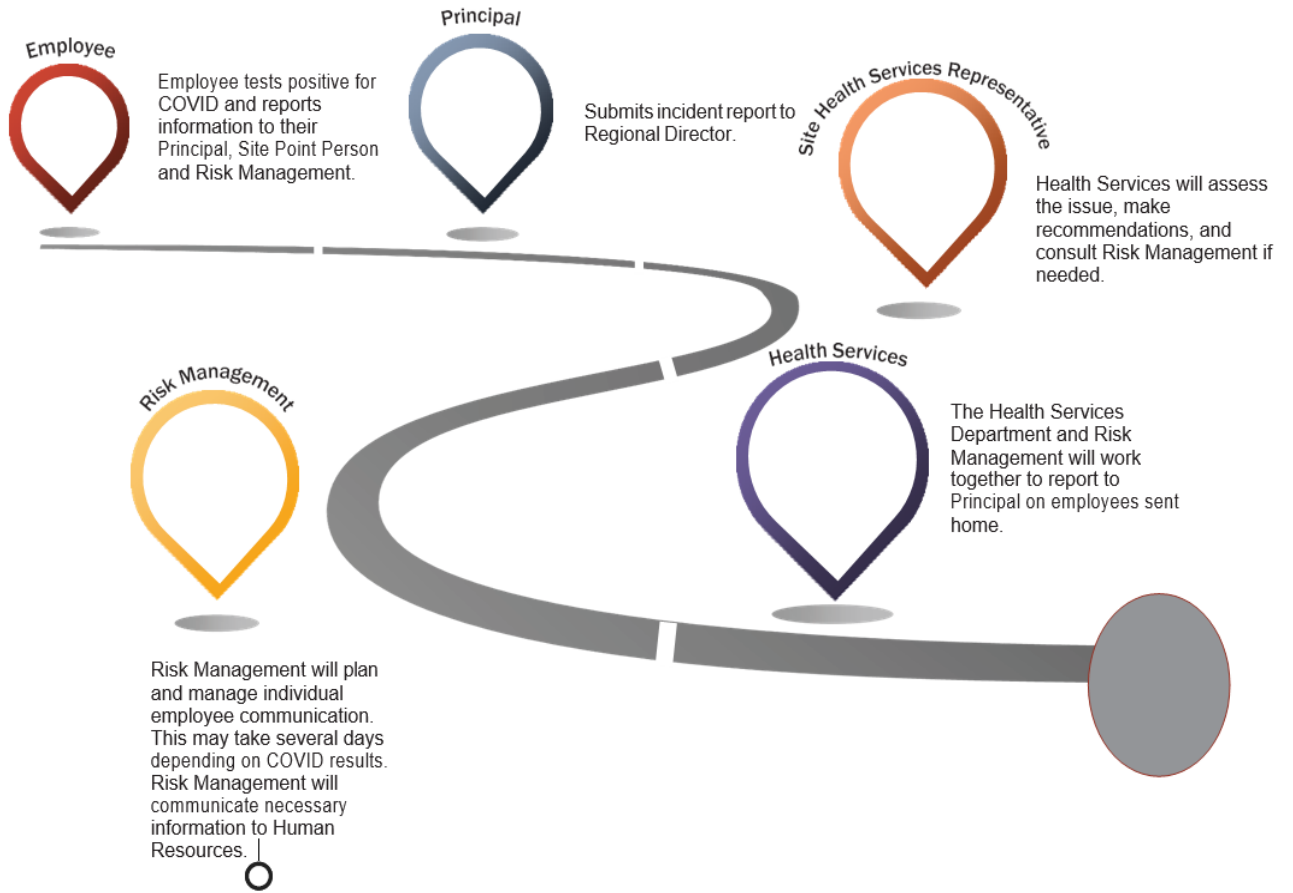 Employee
Employee tests positive for
COVID and reports
information to their
Principal, Site Point Person
and Risk Management.
Principal
Submits incident report to
Regional Director.
Site Health Services Representative
Health Services will assess
the issue, make
recommendations, and
consult Risk Management if
needed.
Risk Management
Risk Management will plan
and manage individual
employee communication.
This may take several days
depending on COVID results.
Risk Management will
communicate necessary
information to Human
Resources.
Health Services
The Health Services
Department and Risk
Management will work
together to report to
Principal on employees sent
home.